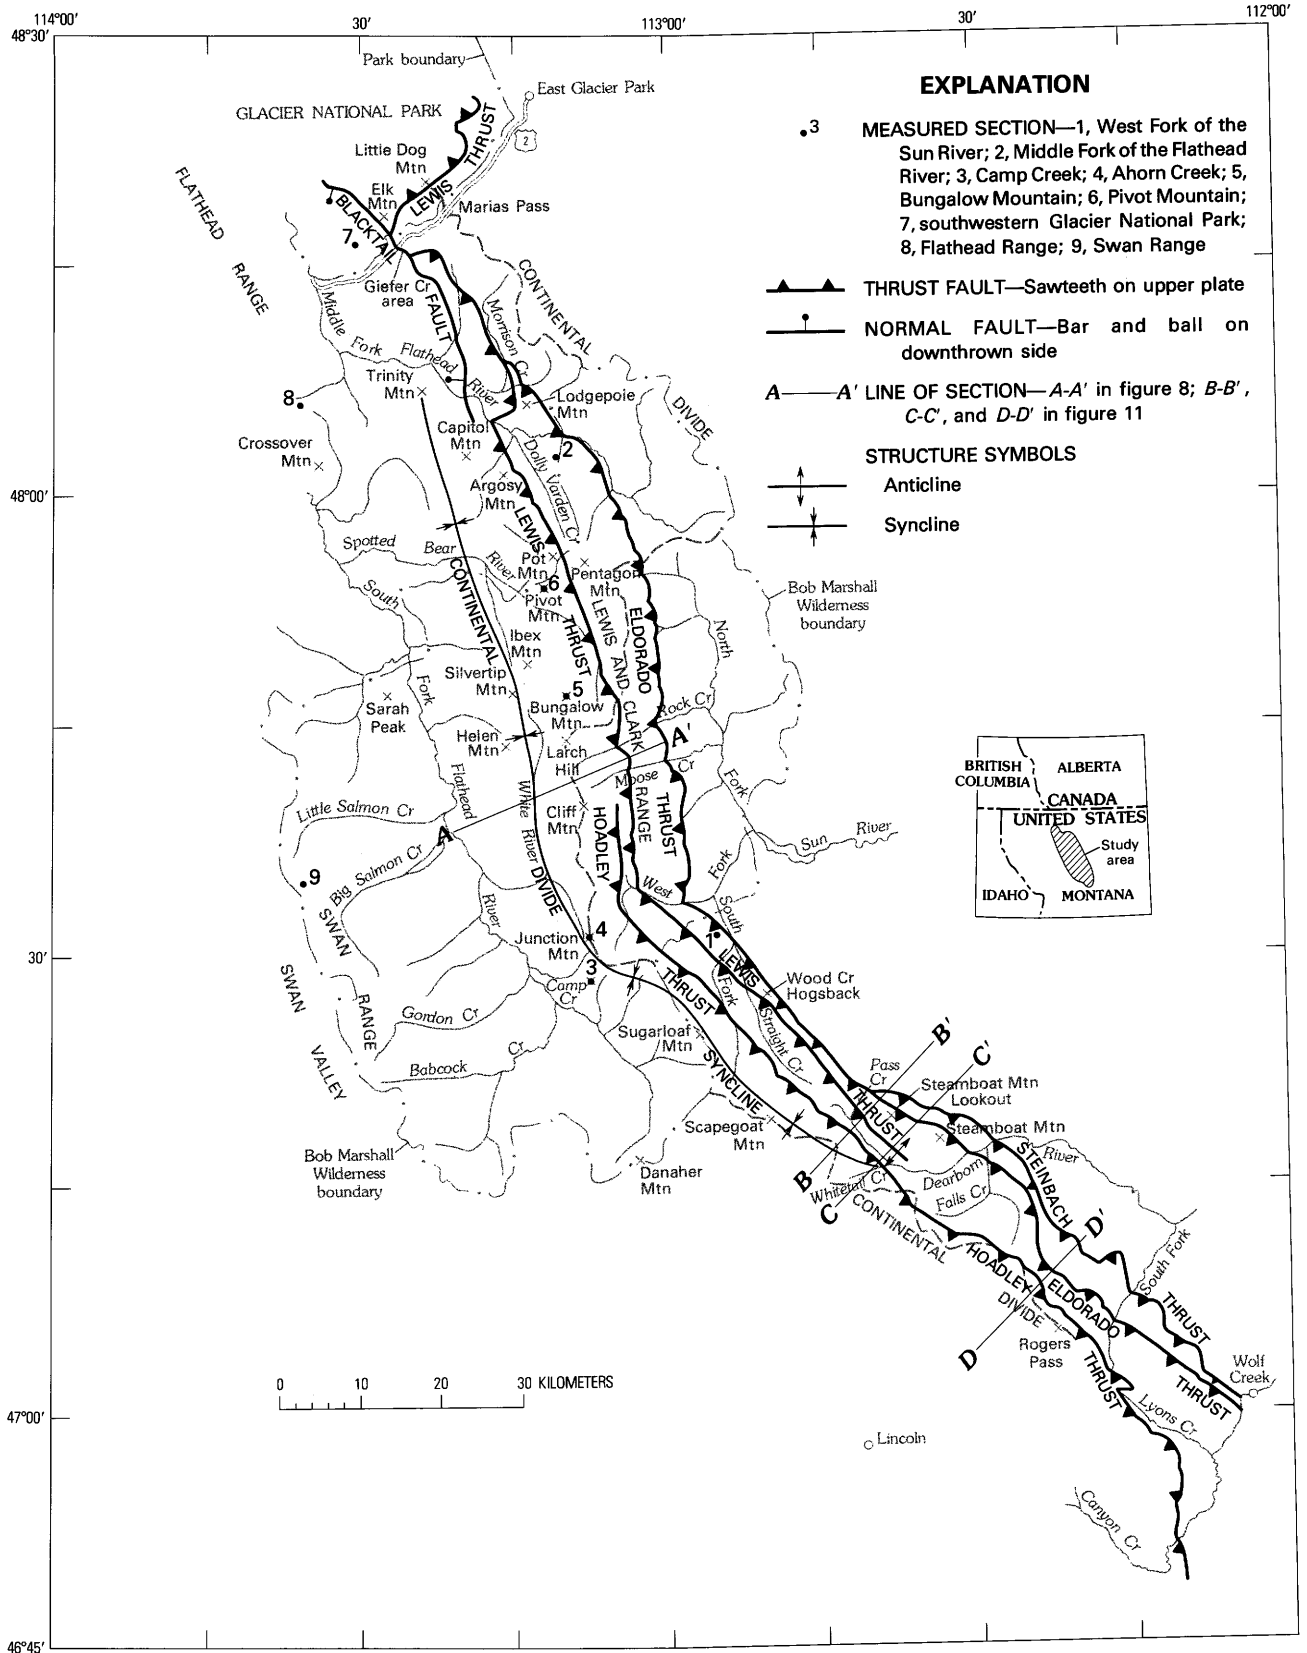 114°00′
30′
113°00′
30′
112°00′
48°30′
Park boundary
East Glacier Park
GLACIER NATIONAL PARK
THRUST
2
Little Dog
Mtn
Elk
Mtn
LEWIS
Marias Pass
BLACKTAIL
FLATHEAD
RANGE
7
Giefer Cr
area
FAULT
CONTINENTAL
DIVIDE
Middle
Fork
Flathead
River
Morrison Cr
Trinity
Mtn
Lodgepole
Mtn
8
Capitol
Mtn
2
Crossover
Mtn
Dolly Varden Cr
Argosy
Mtn
48°00′
LEWIS
THRUST
Spotted
Bear
River
CONTINENTAL
Pot
Mtn
Pentagon
Mtn
6
Pivot
Mtn
South
Fork
Flathead
River
LEWIS AND CLARK
RANGE
ELDORADO
THRUST
North
Fork
Bob Marshall
Wilderness
boundary
Ibex
Mtn
Silvertip
Mtn
5
Bungalow
Mtn
Sarah
Peak
Rock Cr
A′
Helen
Mtn
Larch
Hill
Moose Cr
Little Salmon Cr
A
White River
DIVIDE
Cliff
Mtn
HOADLEY
THRUST
Sun River
Big Salmon Cr
9
SWAN
RANGE
SWAN
VALLEY
West
Fork
South
Fork
Junction
Mtn
4
3
Camp
Cr
1
LEWIS
THRUST
Wood Cr
Hogsback
30′
Gordon Cr
Babcock Cr
Sugarloaf
Mtn
SYNCLINE
Straight Cr
B′
C′
Pass
Cr
Steamboat Mtn
Lookout
Steamboat Mtn
Scapegoat
Mtn
Bob Marshall
Wilderness
boundary
Danaher
Mtn
B
C
Whitetail Cr
Dearborn
River
Falls Cr
STEINBACH
THRUST
CONTINENTAL
DIVIDE
D′
HOADLEY
THRUST
ELDORADO
THRUST
South Fork
D
Rogers
Pass
Wolf
Creek
0 10 20 30 KILOMETERS
47°00′
Lyons Cr
Lincoln
Canyon Cr
46°45′
EXPLANATION
3
MEASURED SECTION—1, West Fork of the
Sun River; 2, Middle Fork of the Flathead
River; 3, Camp Creek; 4, Ahorn Creek; 5,
Bungalow Mountain; 6, Pivot Mountain;
7, southwestern Glacier National Park;
8, Flathead Range; 9, Swan Range
THRUST FAULT—Sawteeth on upper plate
NORMAL FAULT—Bar and ball on
downthrown side
A A′ LINE OF SECTION—A-A′ in figure 8; B-B′,
C-C′, and D-D′ in figure 11
STRUCTURE SYMBOLS
Anticline
Syncline
BRITISH
COLUMBIA
ALBERTA
CANADA
UNITED STATES
Study
area
IDAHO
MONTANA